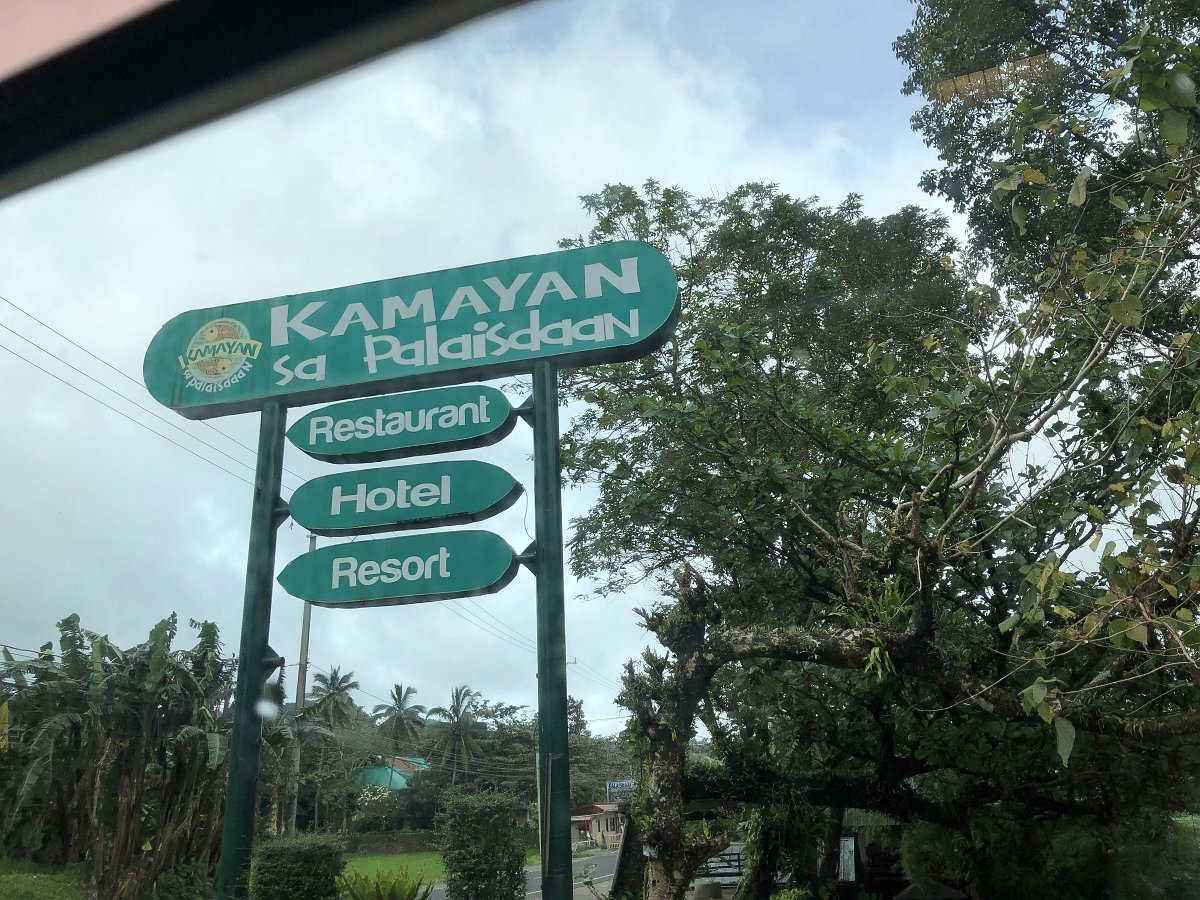 KAMAYAN
sa Palaisdaan
KAMAYAN
sa palaisdaan
Restaurant
Hotel
Resort